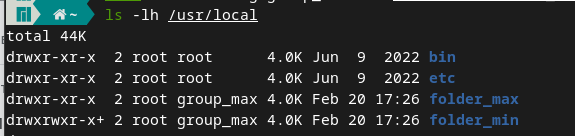 ~ ls -lh /usr/local
total 44K
drwxr-xr-x  2 root root      4.0K Jun  9  2022 bin
drwxr-xr-x  2 root root      4.0K Jun  9  2022 etc
drwxr-xr-x  2 root group_max 4.0K Feb 20 17:26 folder_max
drwxrwxr-x+ 2 root group_min 4.0K Feb 20 17:26 folder_min